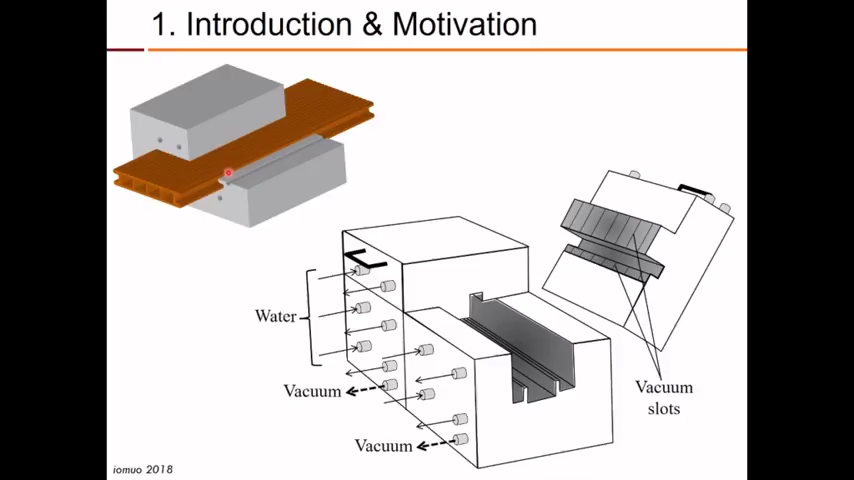 1. Introduction & Motivation
Water
Vacuum
Vacuum
Vacuum
slots
iomuo 2018